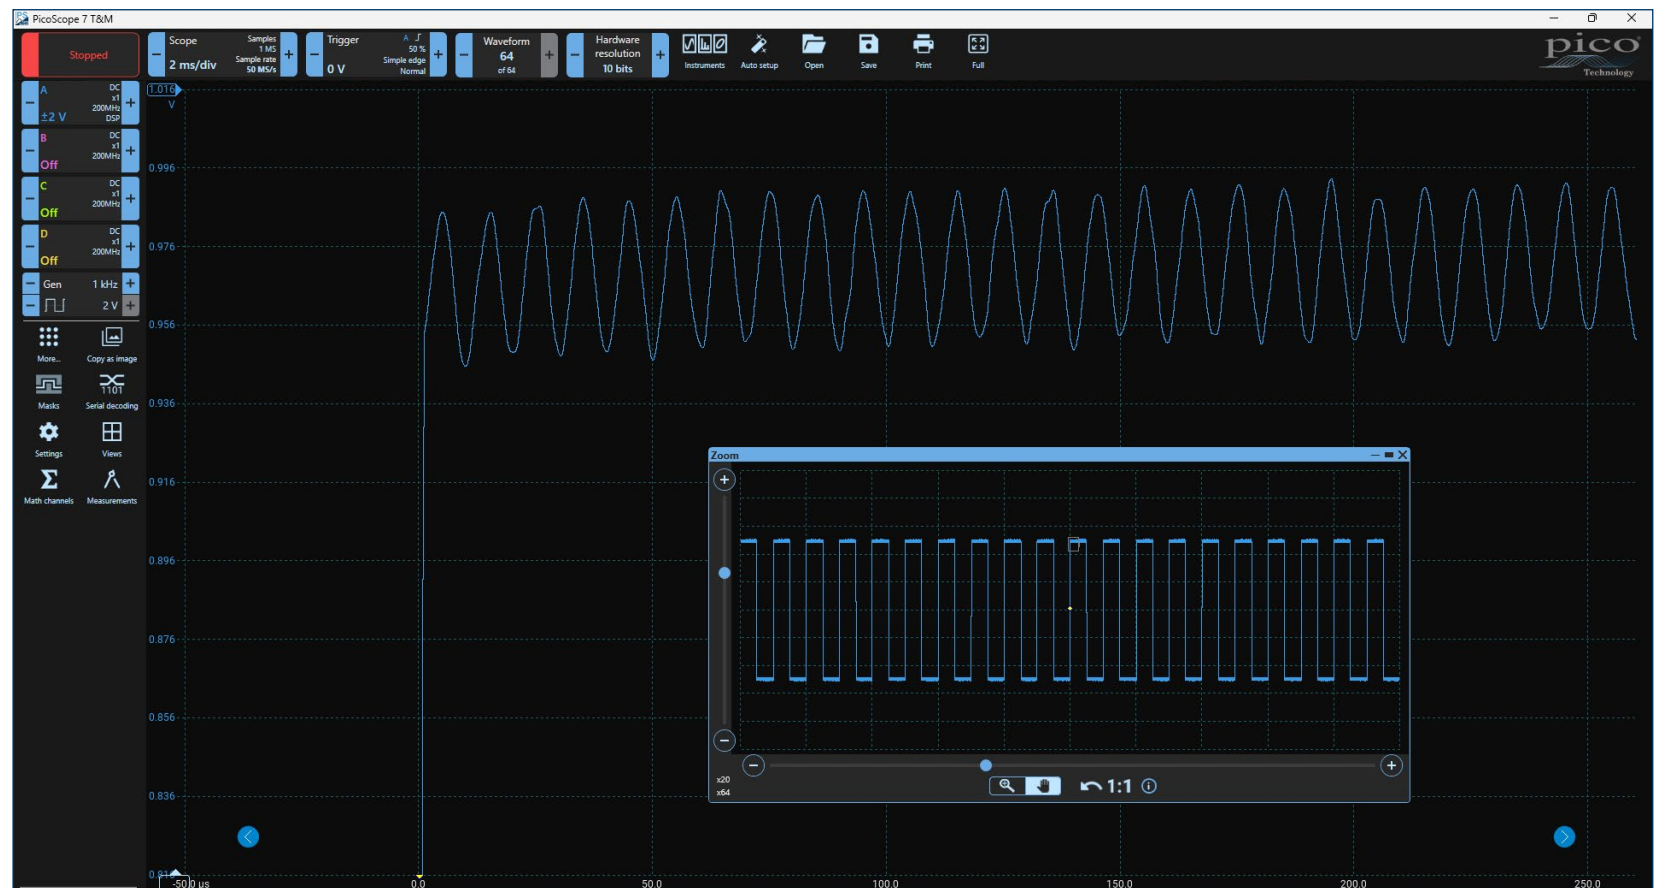 PicoScope 7 T&M
Stopped
Scope
2 ms/div
Samples
1 MS
Sample rate
50 MS/s
Trigger
0 V
A
50 %
Simple edge
Normal
Waveform
64
of 64
Hardware
resolution
10 bits
Instruments
Auto setup
Open
Save
Print
Full
pico
Technology
A
±2 V
DC
x1
200MHz
DSP
B
Off
DC
x1
200MHz
C
Off
DC
x1
200MHz
D
Off
DC
x1
200MHz
Gen
1 kHz
2 V
More...
Copy as image
Masks
1101
Serial decoding
Settings
Views
Math channels
Measurements
1.016
V
0.996
0.976
0.956
0.936
0.916
0.896
0.876
0.856
0.836
-50.0 µs
0.0
50.0
100.0
150.0
200.0
250.0
Zoom
x20
x64
1:1